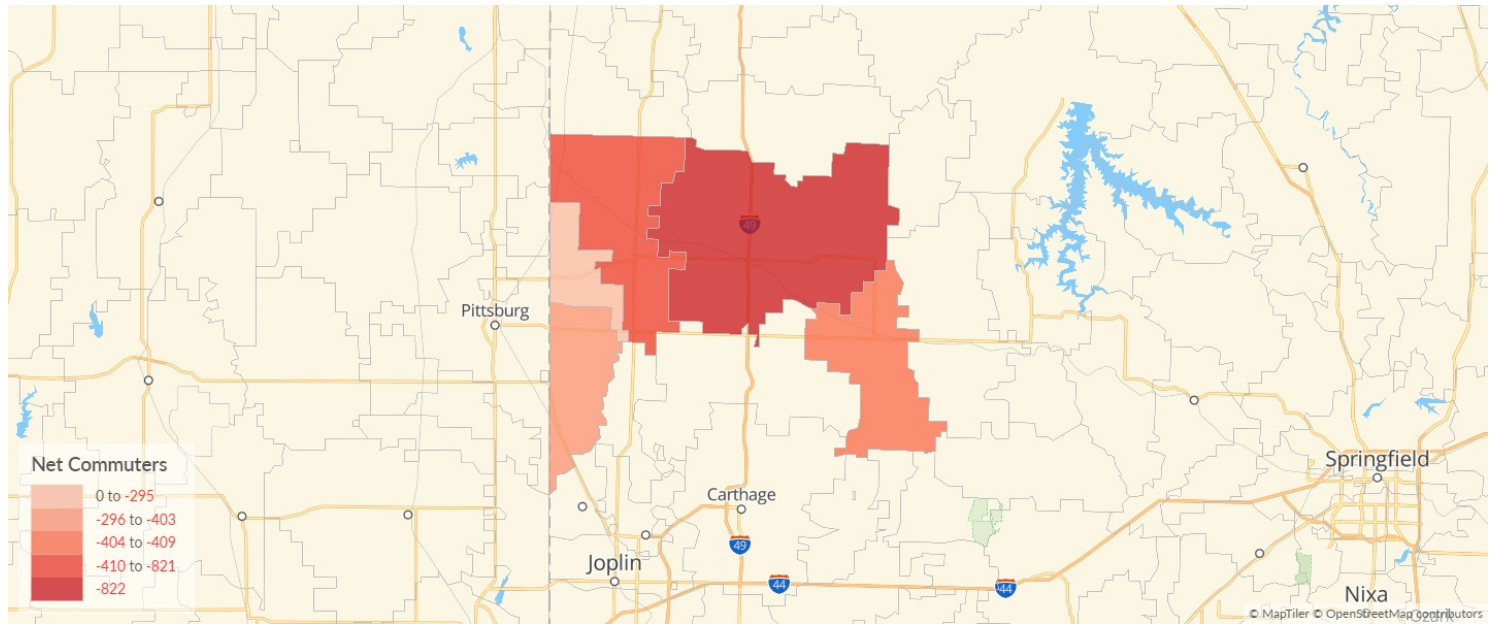 49
Pittsburg
Net Commuters
0 to -295
-296 to -403
-404 to -409
-410 to -821
-822
Springfield
Carthage
49
Joplin
44
44
Nixa
Ozark
© MapTiler © OpenStreetMap contributors